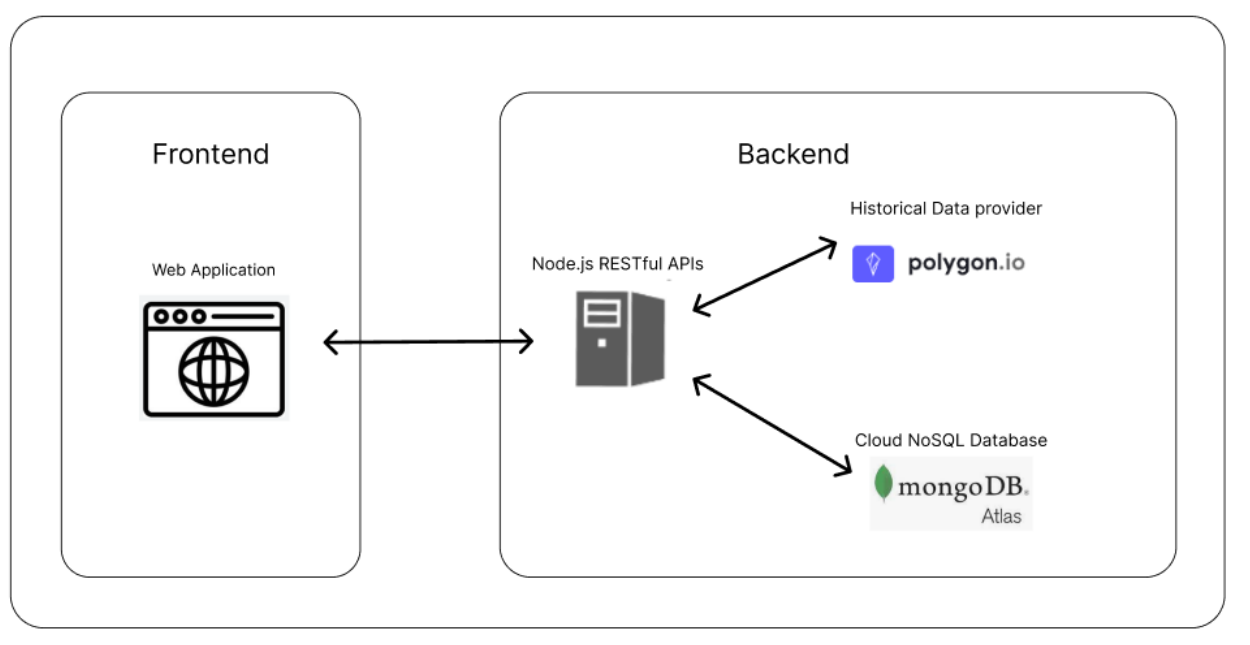 Frontend
Backend
Historical Data provider
polygon.io
Web Application
Node.js RESTful APIs
Cloud NoSQL Database
mongoDB.
Atlas